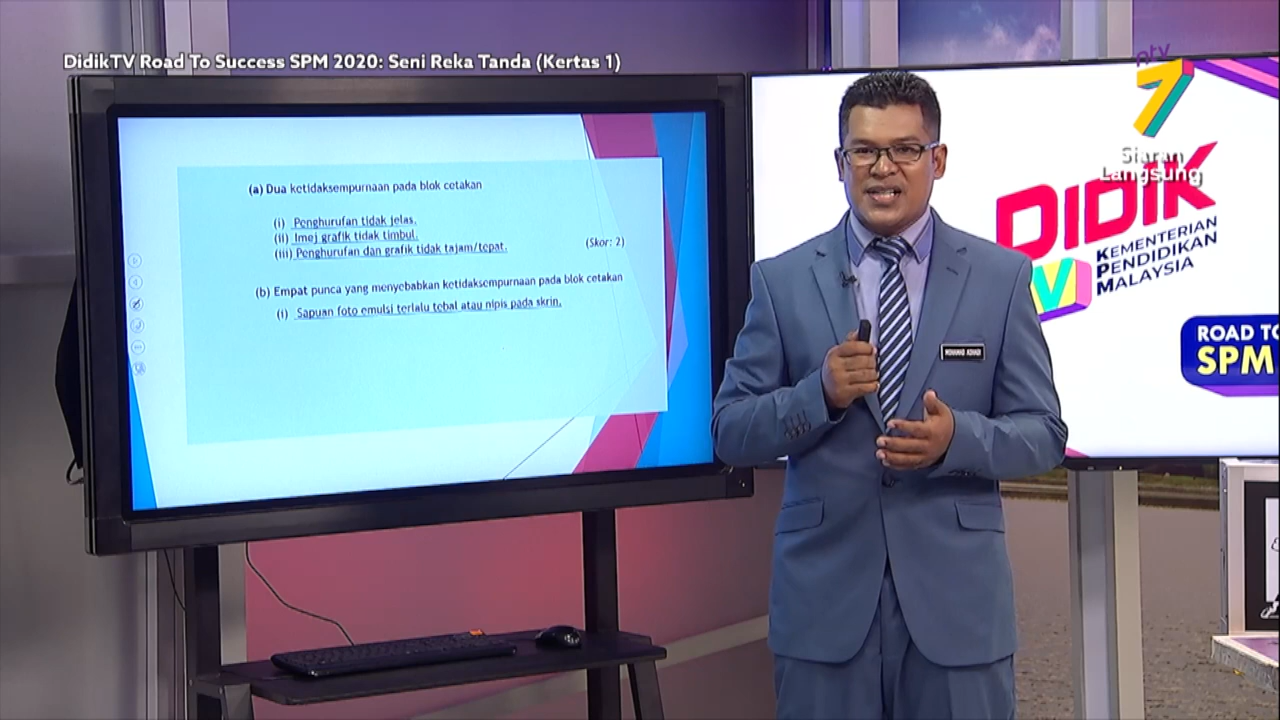 DidikTV Road To Success SPM 2020: Seni Reka Tanda (Kertas 1)
ntv
7
Siaran
Langsung
(a) Dua ketidaksempurnaan pada blok cetakan
(i) Penghurufan tidak jelas.
(ii) Imej grafik tidak timbul.
(iii) Penghurufan dan grafik tidak tajam/tepat.
(Skor: 2)
(b) Empat punca yang menyebabkan ketidaksempurnaan pada blok cetakan
(i) Sapuan foto emulsi terlalu tebal atau nipis pada skrin.
DIDIK
TV
KEMENTERIAN
PENDIDIKAN
MALAYSIA
ROAD TO
SPM
MOHAMAD ASHADI